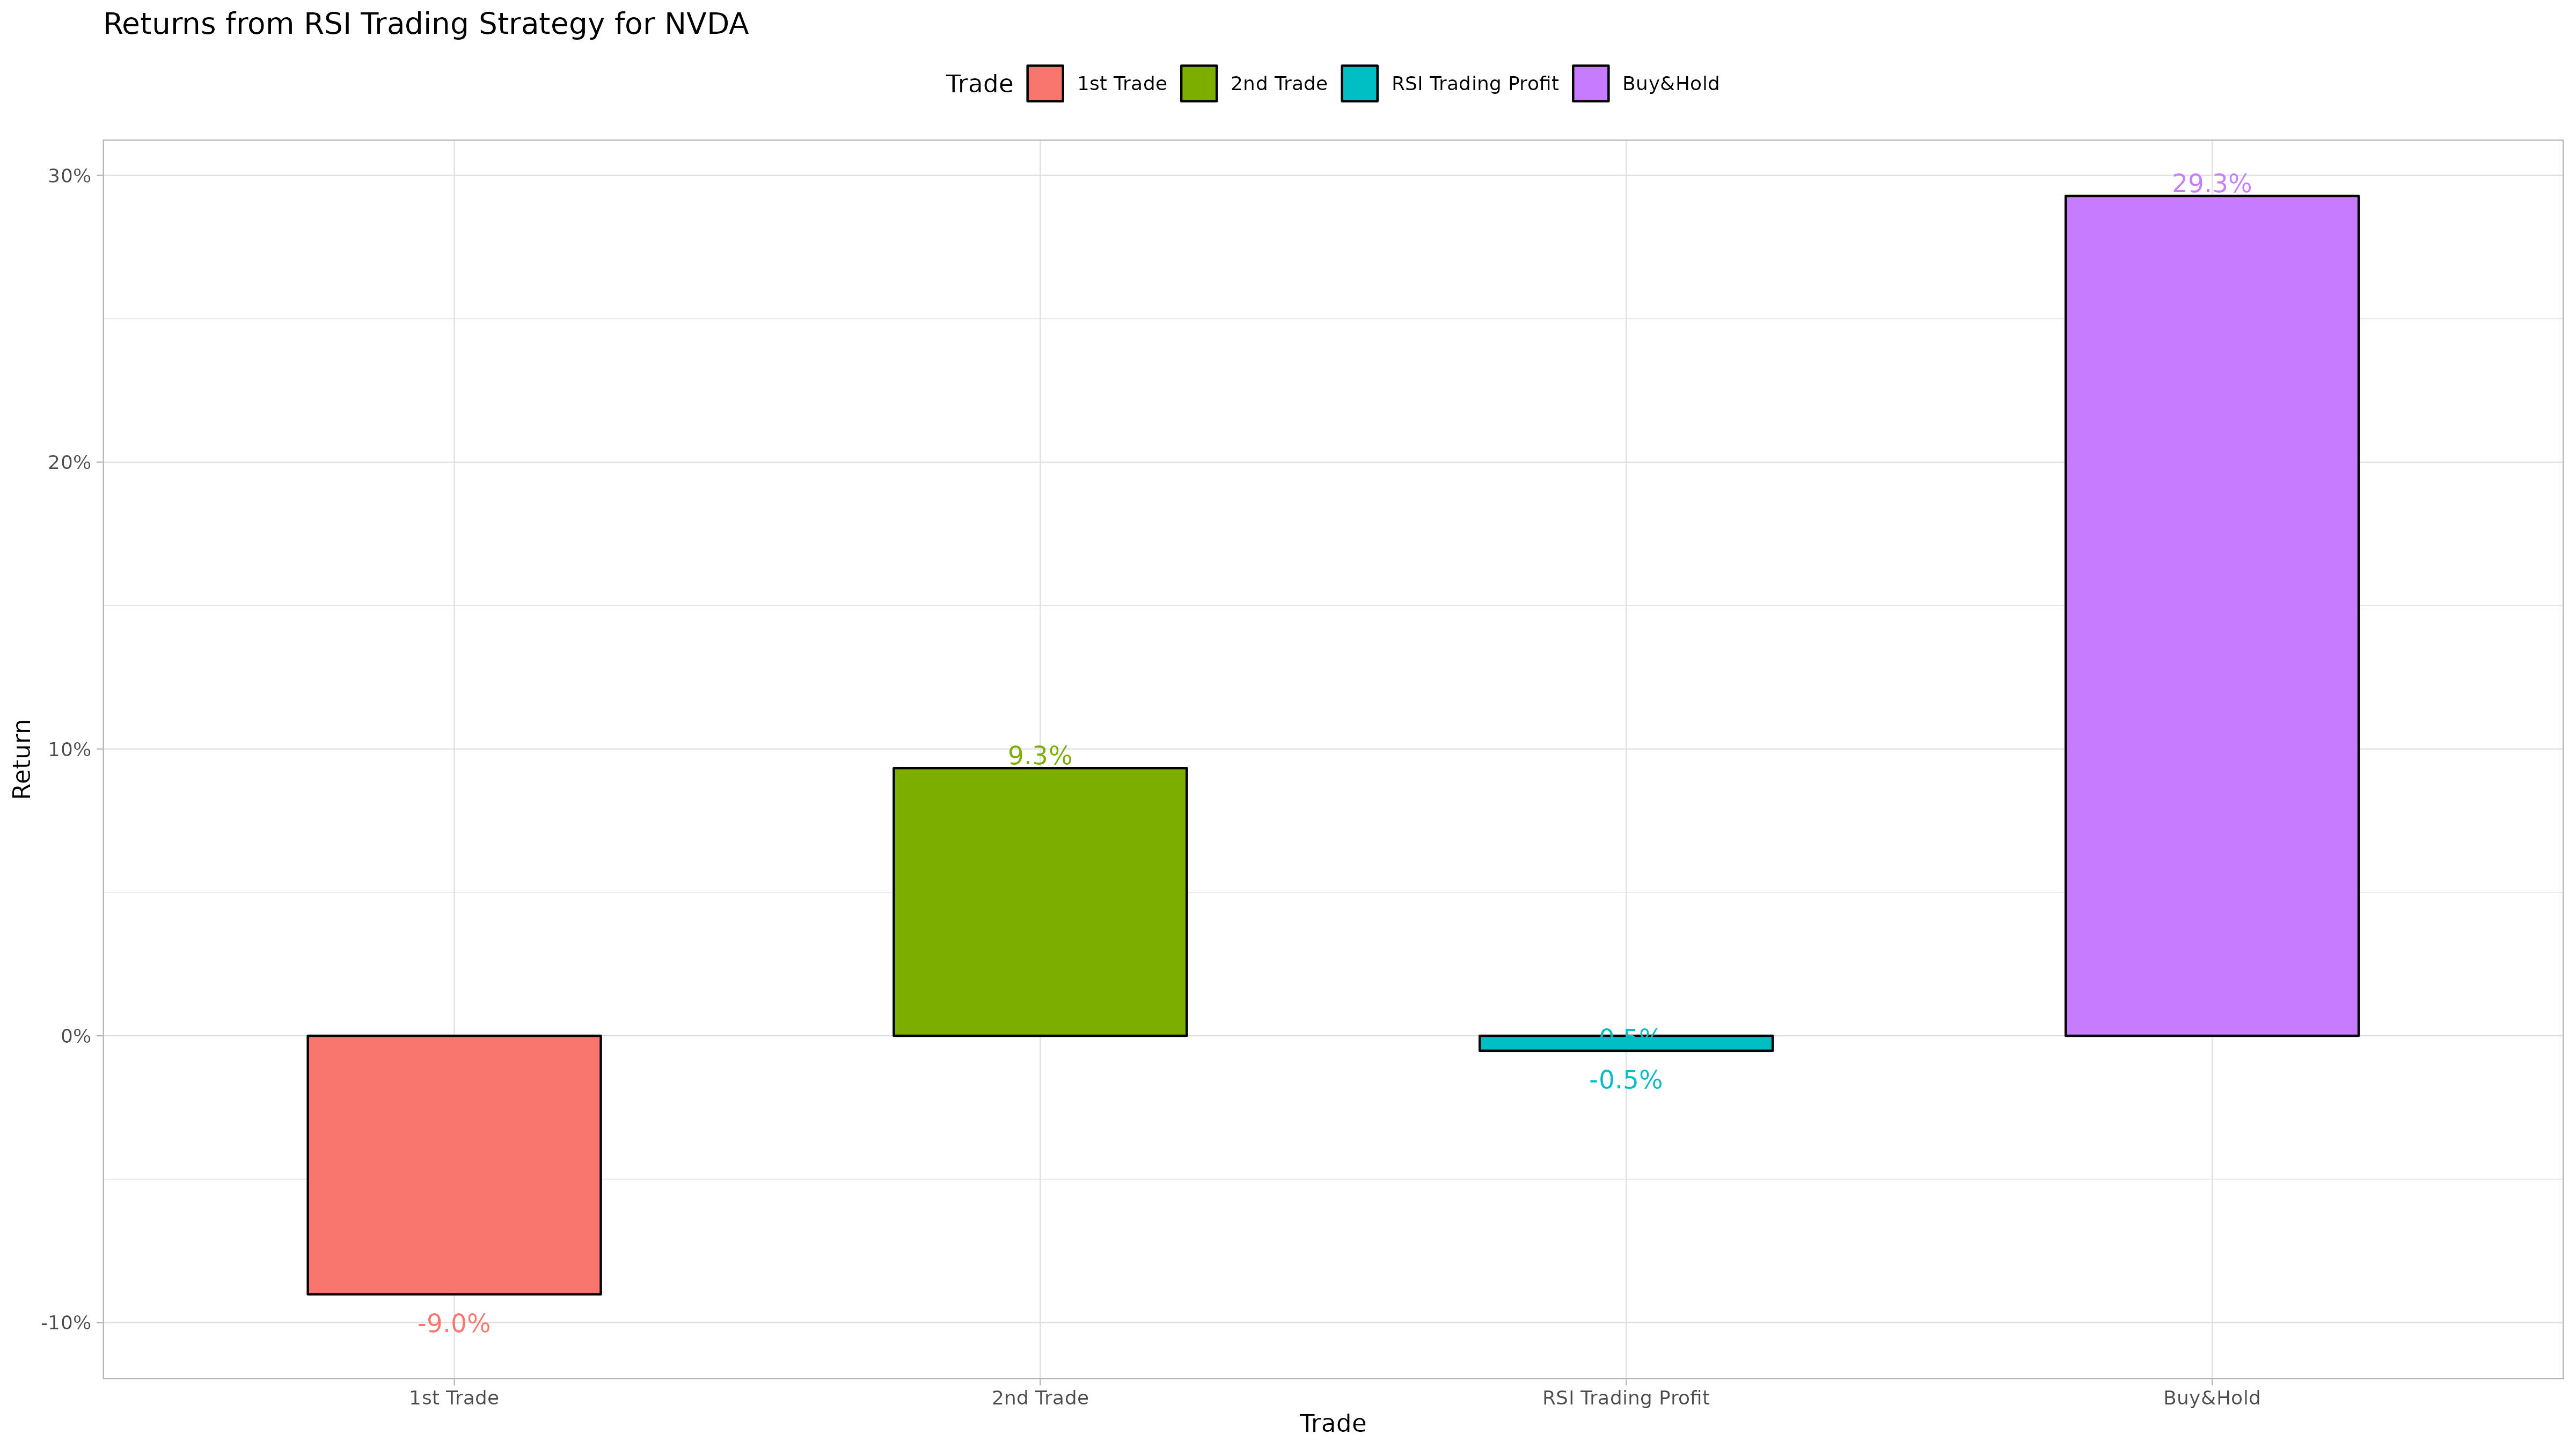 Returns from RSI Trading Strategy for NVDA
Trade 1st Trade 2nd Trade RSI Trading Profit Buy&Hold
30%
20%
10%
0%
-10%
Return
29.3%
9.3%
-0.5%
-9.0%
1st Trade 2nd Trade RSI Trading Profit Buy&Hold
Trade